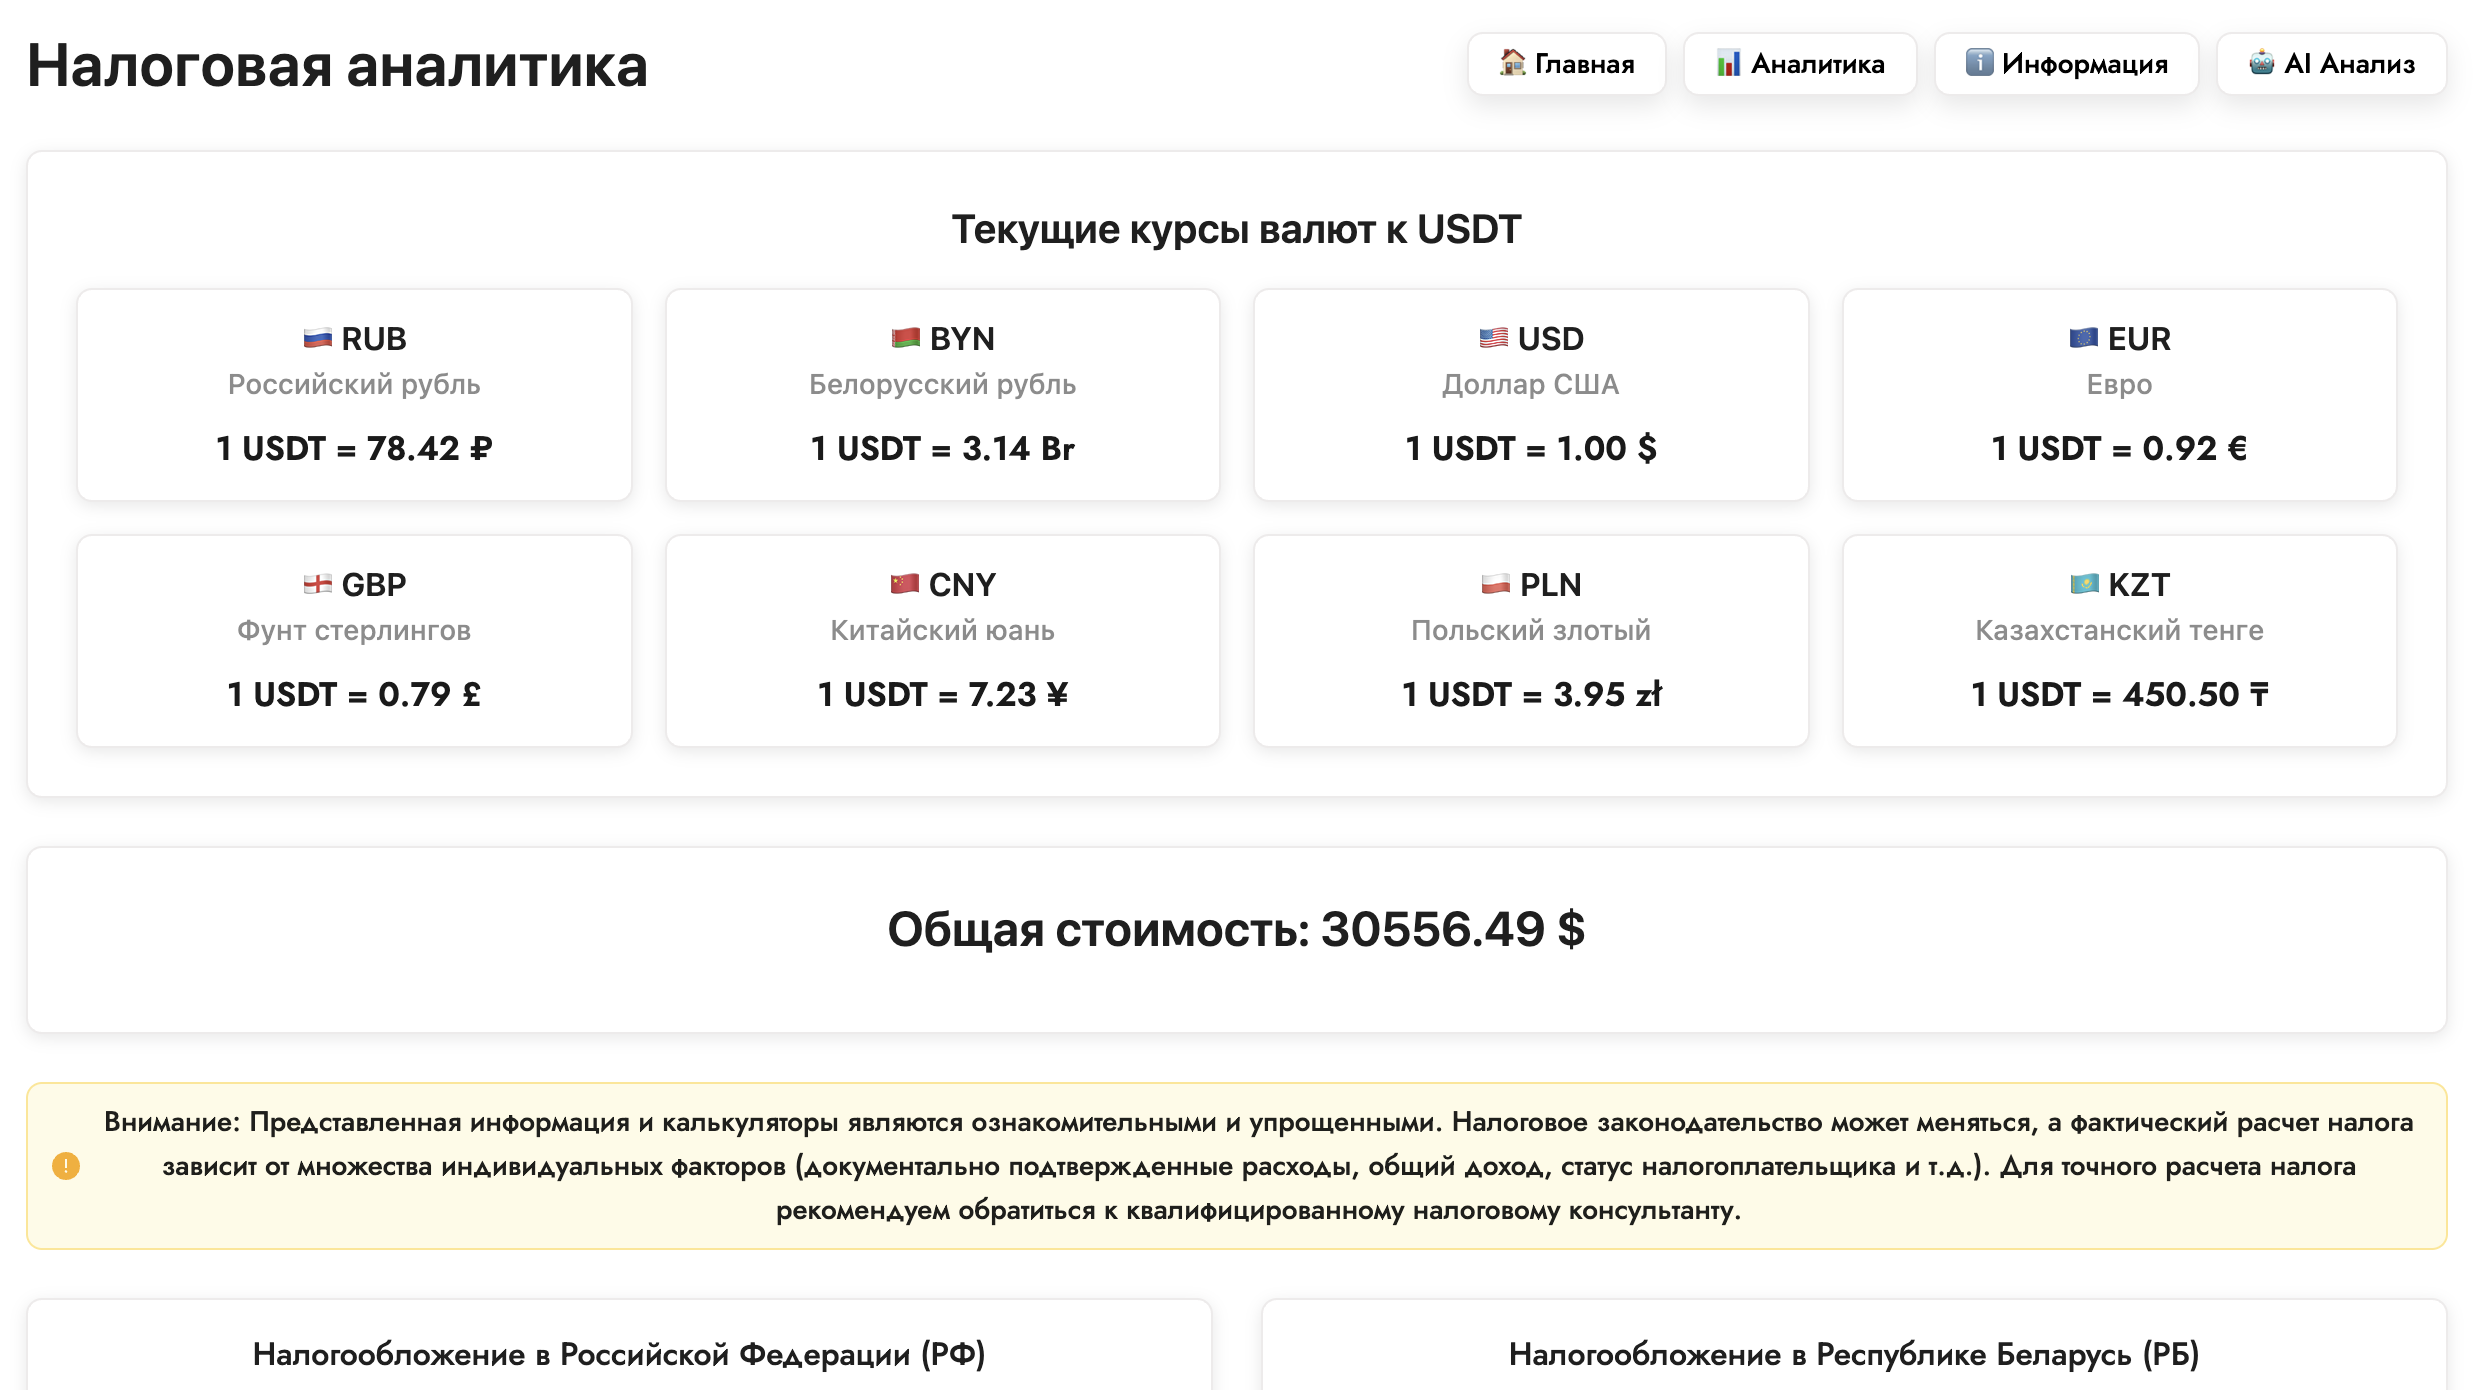 Налоговая аналитика
Главная
Аналитика
Информация
AI Анализ
Текущие курсы валют к USDT
RUB
Российский рубль
1 USDT = 78.42 ₽
BYN
Белорусский рубль
1 USDT = 3.14 Br
USD
Доллар США
1 USDT = 1.00 $
EUR
Евро
1 USDT = 0.92 €
GBP
Фунт стерлингов
1 USDT = 0.79 £
CNY
Китайский юань
1 USDT = 7.23 ¥
PLN
Польский злотый
1 USDT = 3.95 zł
KZT
Казахстанский тенге
1 USDT = 450.50 ₸
Общая стоимость: 30556.49 $
Внимание: Представленная информация и калькуляторы являются ознакомительными и упрощенными. Налоговое законодательство может меняться, а фактический расчет налога
зависит от множества индивидуальных факторов (документально подтвержденные расходы, общий доход, статус налогоплательщика и т.д.). Для точного расчета налога
рекомендуем обратиться к квалифицированному налоговому консультанту.
Налогообложение в Российской Федерации (РФ)
Налогообложение в Республике Беларусь (РБ)